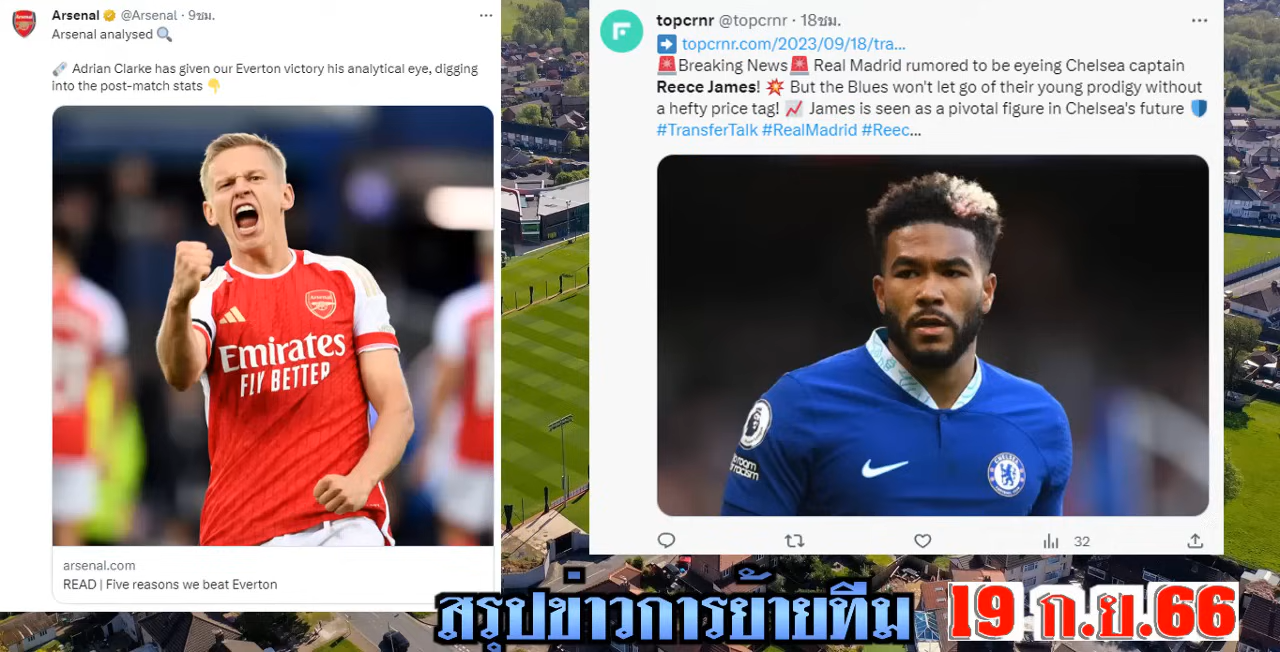 Arsenal @Arsenal · 9ชม.
Arsenal analysed 🔍
🔬 Adrian Clarke has given our Everton victory his analytical eye, digging
into the post-match stats 👇
Arsenal
Emirates
FLY BETTER
arsenal.com
READ | Five reasons we beat Everton
topcrnr @topcrnr · 18ชม.
➡️ topcrnr.com/2023/09/18/tra...
🚨Breaking News🚨 Real Madrid rumored to be eyeing Chelsea captain
Reece James! 💥 But the Blues won't let go of their young prodigy without
a hefty price tag! 📈 James is seen as a pivotal figure in Chelsea's future 🛡️
#TransferTalk #RealMadrid #Reec...
CHELSEA
32
สรุปข่าวการย้ายทีม 19 ก.ย.66